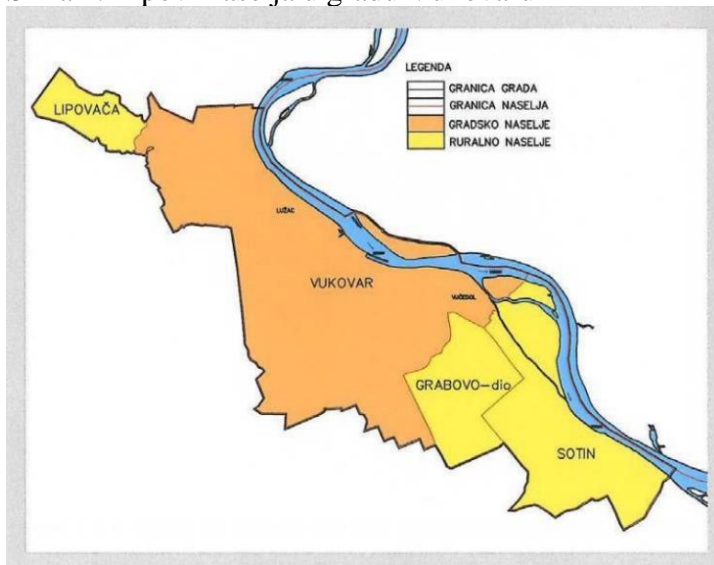 LEGENDA
GRANICA GRADA
GRANICA NASELJA
GRADSKO NASELJE
RURALNO NASELJE
LIPOVAČA
LUŽAC
VUKOVAR
VUČEDOL
GRABOVO-dio
SOTIN